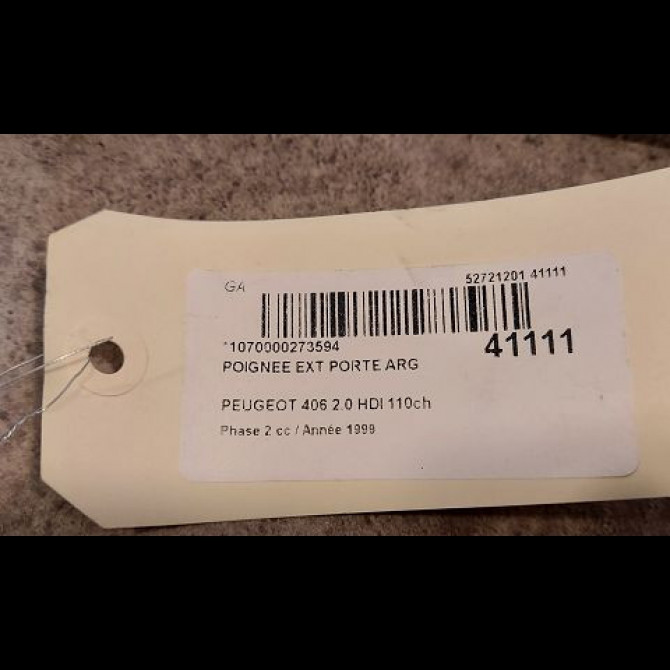 GA
52721201 41111
*1070000273594
41111
POIGNEE EXT PORTE ARG
PEUGEOT 406 2.0 HDI 110ch
Phase 2 cc / Année 1999